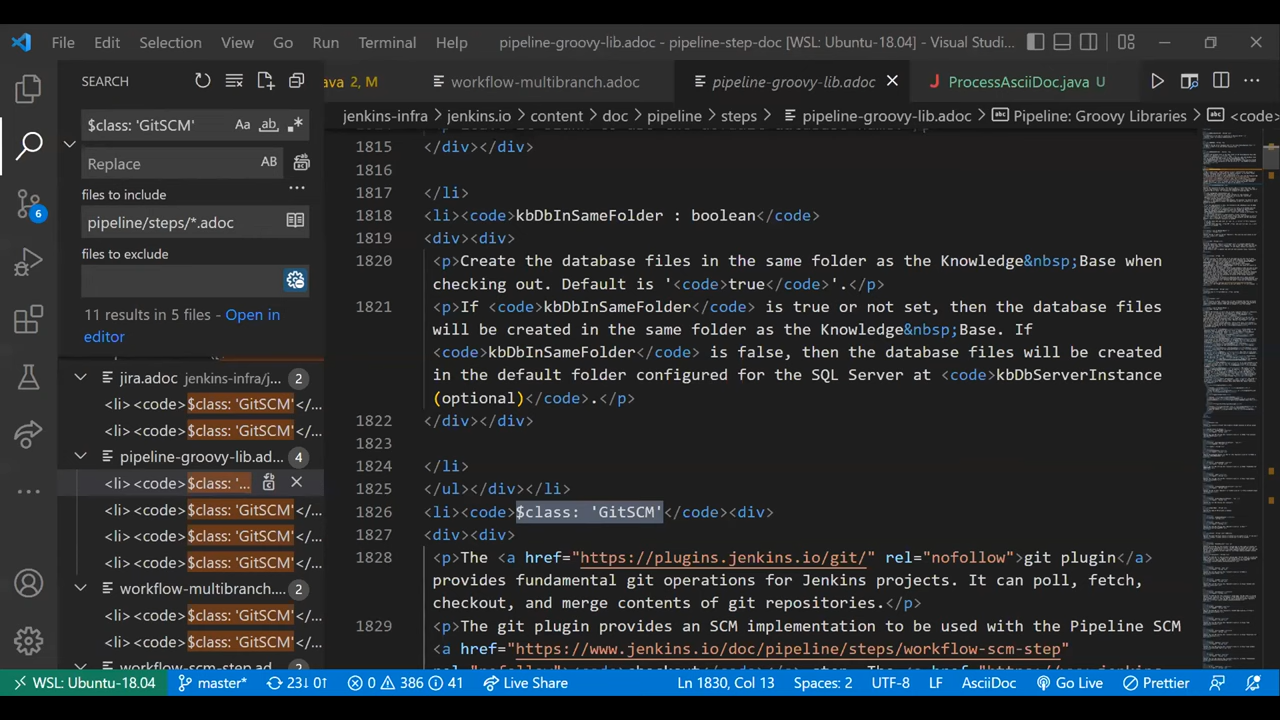 File Edit Selection View Go Run Terminal Help pipeline-groovy-lib.adoc - pipeline-step-doc [WSL: Ubuntu-18.04] - Visual Studi...
SEARCH
ava 2, M
workflow-multibranch.adoc
pipeline-groovy-lib.adoc
ProcessAsciiDoc.java U
jenkins-infra > jenkins.io > content > doc > pipeline > steps > pipeline-groovy-lib.adoc > Pipeline: Groovy Libraries > <code>
$class: 'GitSCM' Aa ab
Replace AB
files to include
pipeline/steps/*.adoc
files to exclude
11 results in 5 files - Open in
editor
jira.adoc jenkins-infra/j... 2
<li><code>$class: 'GitSCM'</...
<li><code>$class: 'GitSCM'</...
pipeline-groovy-lib.ad... 4
<li><code>$class: '...
<li><code>$class: 'GitSCM'</...
<li><code>$class: 'GitSCM'</...
<li><code>$class: 'GitSCM'</...
workflow-multibranch.... 2
<li><code>$class: 'GitSCM'</...
<li><code>$class: 'GitSCM'</...
workflow-scm-step.ad... 2
6
1815 </div></div>
1816
1817 </li>
1818 <li><code>kbDbInSameFolder : boolean</code>
1819 <div><div>
1820 <p>Create the database files in the same folder as the Knowledge&nbsp;Base when
checking out. Default is '<code>true</code>'.</p>
1821 <p>If <code>kbDbInSameFolder</code> is true or not set, then the database files
will be created in the same folder as the Knowledge&nbsp;Base. If
<code>kbDbInSameFolder</code> is false, then the database files will be created
in the default folder configured for the SQL Server at <code>kbDbServerInstance
(optional)</code>.</p>
1822 </div></div>
1823
1824 </li>
1825 </ul></div></li>
1826 <li><code>$class: 'GitSCM'</code><div>
1827 <div><div>
1828 <p>The <a href="https://plugins.jenkins.io/git/" rel="nofollow">git plugin</a>
provides fundamental git operations for Jenkins projects. It can poll, fetch,
checkout, and merge contents of git repositories.</p>
1829 <p>The git plugin provides an SCM implementation to be used with the Pipeline SCM
<a href="https://www.jenkins.io/doc/pipeline/steps/workflow-scm-step"
WSL: Ubuntu-18.04 master* 23↓ 0↑ 0 386 41 Live Share Ln 1830, Col 13 Spaces: 2 UTF-8 LF AsciiDoc Go Live Prettier